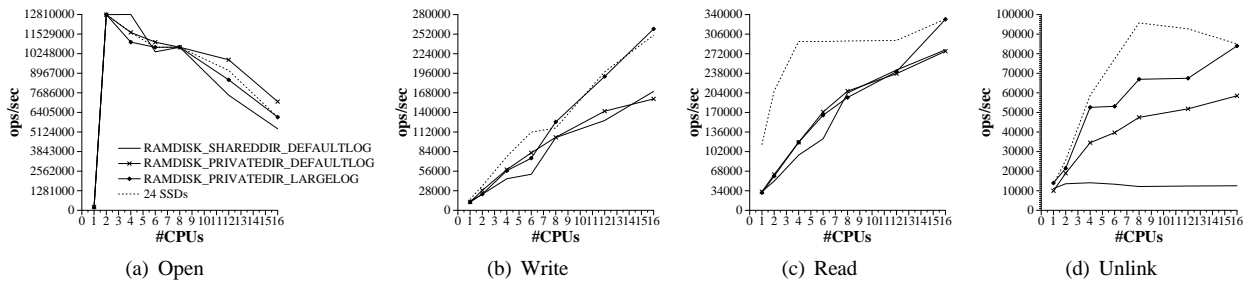 12810000
11529000
10248000
8967000
7686000
6405000
5124000
3843000
2562000
1281000
0
ops/sec
0 1 2 3 4 5 6 7 8 9 10 11 12 13 14 15 16
#CPUs
RAMDISK_SHAREDDIR_DEFAULTLOG
RAMDISK_PRIVATEDIR_DEFAULTLOG
RAMDISK_PRIVATEDIR_LARGELOG
24 SSDs
(a) Open
280000
252000
224000
196000
168000
140000
112000
84000
56000
28000
0
ops/sec
0 1 2 3 4 5 6 7 8 9 10 11 12 13 14 15 16
#CPUs
(b) Write
340000
306000
272000
238000
204000
170000
136000
102000
68000
34000
0
ops/sec
0 1 2 3 4 5 6 7 8 9 10 11 12 13 14 15 16
#CPUs
(c) Read
100000
90000
80000
70000
60000
50000
40000
30000
20000
10000
0
ops/sec
0 1 2 3 4 5 6 7 8 9 10 11 12 13 14 15 16
#CPUs
(d) Unlink